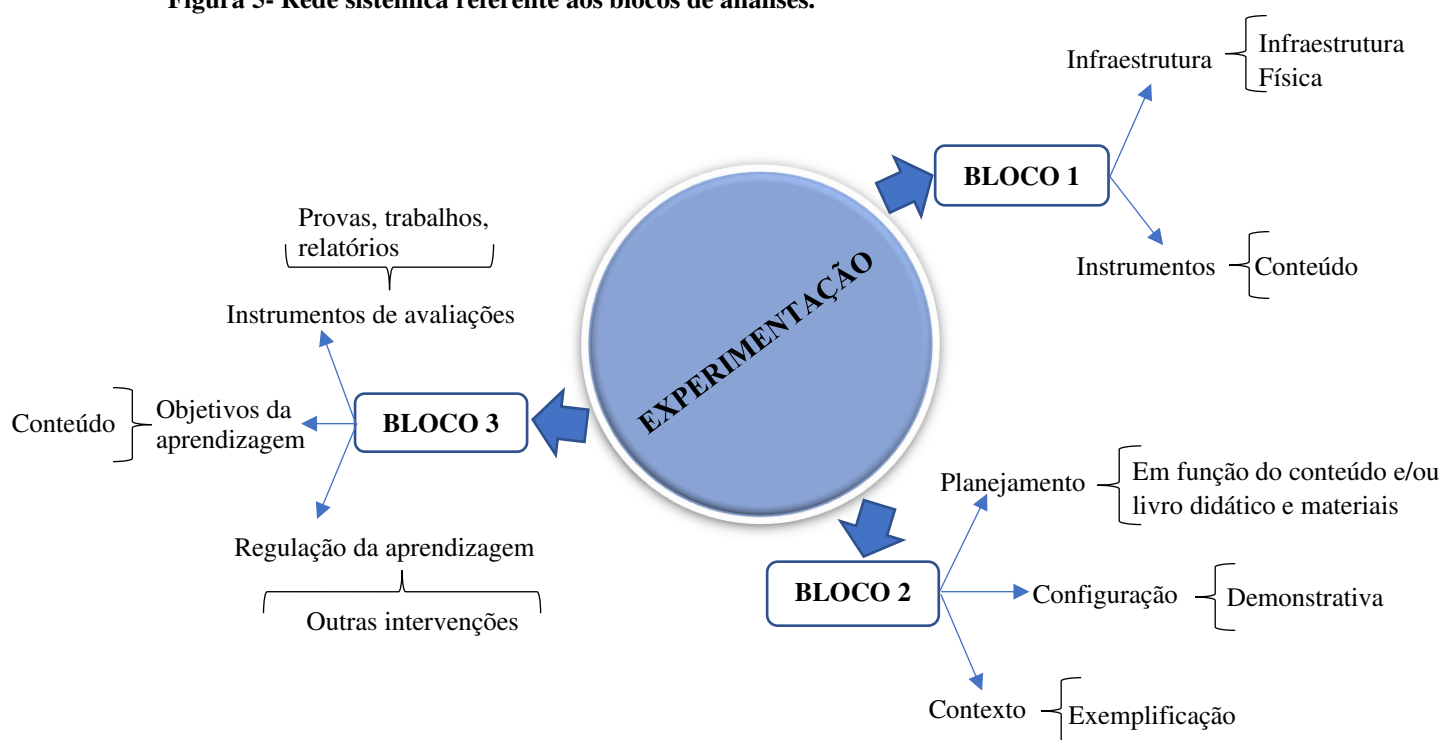 Figura 5- Rede sistêmica referente aos blocos de análises.
Infraestrutura
Infraestrutura
Física
BLOCO 1
Instrumentos
Conteúdo
EXPERIMENTAÇÃO
Provas, trabalhos,
relatórios
Instrumentos de avaliações
Conteúdo
Objetivos da
aprendizagem
BLOCO 3
Regulação da aprendizagem
Outras intervenções
Planejamento
Em função do conteúdo e/ou
livro didático e materiais
BLOCO 2
Configuração
Demonstrativa
Contexto
Exemplificação